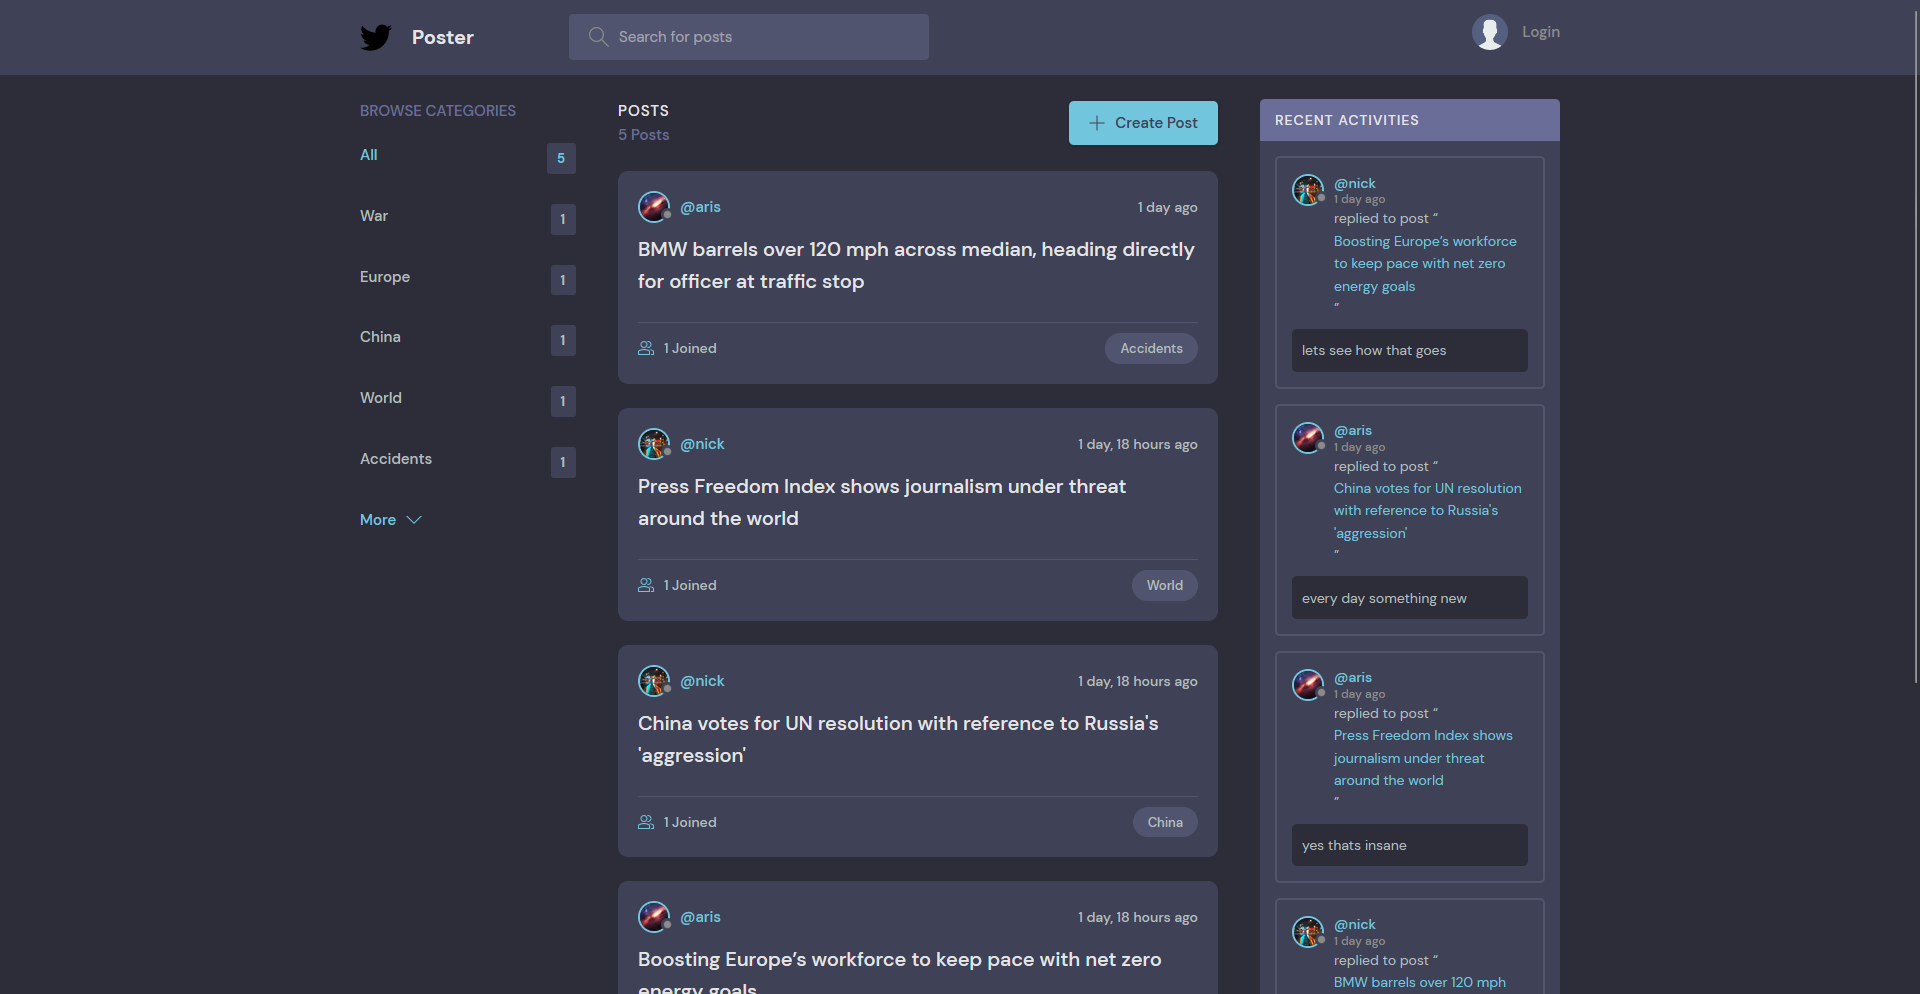 Poster
Search for posts
Login
BROWSE CATEGORIES
All
5
War
1
Europe
1
China
1
World
1
Accidents
1
More
POSTS
5 Posts
Create Post
@aris
1 day ago
BMW barrels over 120 mph across median, heading directly
for officer at traffic stop
1 Joined
Accidents
@nick
1 day, 18 hours ago
Press Freedom Index shows journalism under threat
around the world
1 Joined
World
@nick
1 day, 18 hours ago
China votes for UN resolution with reference to Russia's
'aggression'
1 Joined
China
@aris
1 day, 18 hours ago
Boosting Europe’s workforce to keep pace with net zero
energy goals
RECENT ACTIVITIES
@nick
1 day ago
replied to post “
Boosting Europe’s workforce
to keep pace with net zero
energy goals
”
lets see how that goes
@aris
1 day ago
replied to post “
China votes for UN resolution
with reference to Russia's
'aggression'
”
every day something new
@aris
1 day ago
replied to post “
Press Freedom Index shows
journalism under threat
around the world
”
yes thats insane
@nick
1 day ago
replied to post “
BMW barrels over 120 mph